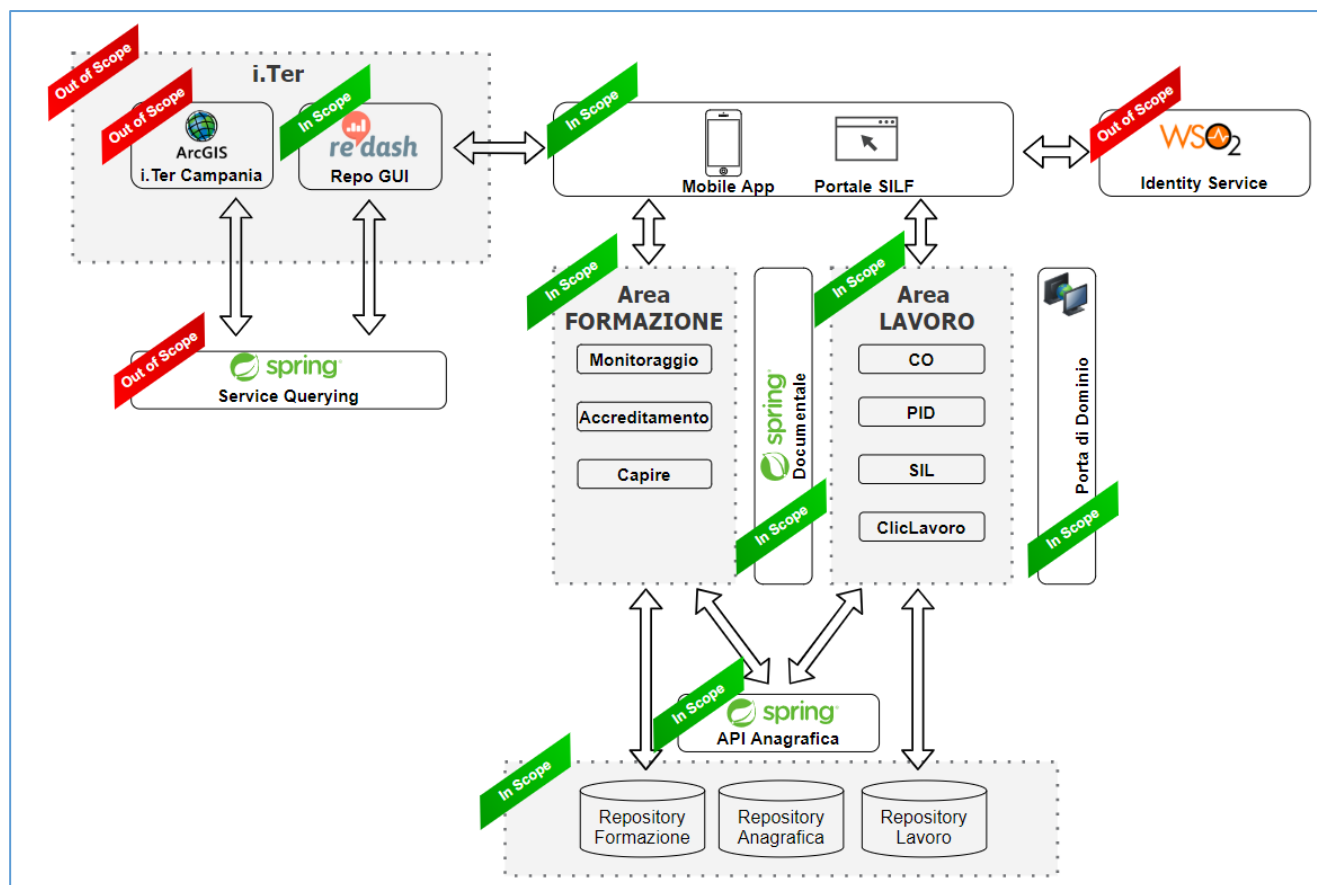 Out of Scope
i.Ter
Out of Scope
ArcGIS
i.Ter Campania
In Scope
re:dash
Repo GUI
In Scope
Mobile App
Portale SILF
Out of Scope
WSO2
Identity Service
Out of Scope
spring
Service Querying
In Scope
Area
FORMAZIONE
Monitoraggio
Accreditamento
Capire
spring
Documentale
In Scope
In Scope
Area
LAVORO
CO
PID
SIL
ClicLavoro
Porta di Dominio
In Scope
In Scope
spring
API Anagrafica
In Scope
Repository
Formazione
Repository
Anagrafica
Repository
Lavoro